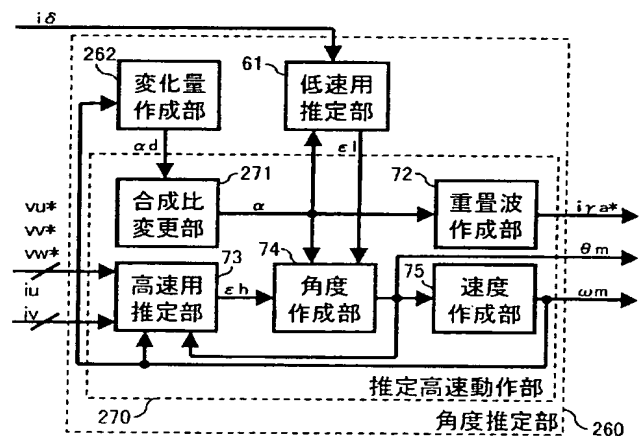 iδ
262
変化量
作成部
61
低速用
推定部
αd
εl
271
合成比
変更部
α
72
重畳波
作成部
iγa*
vu*
vv*
vw*
iu
iv
73
高速用
推定部
εh
74
角度
作成部
75
速度
作成部
θm
ωm
推定高速動作部
270
角度推定部
260